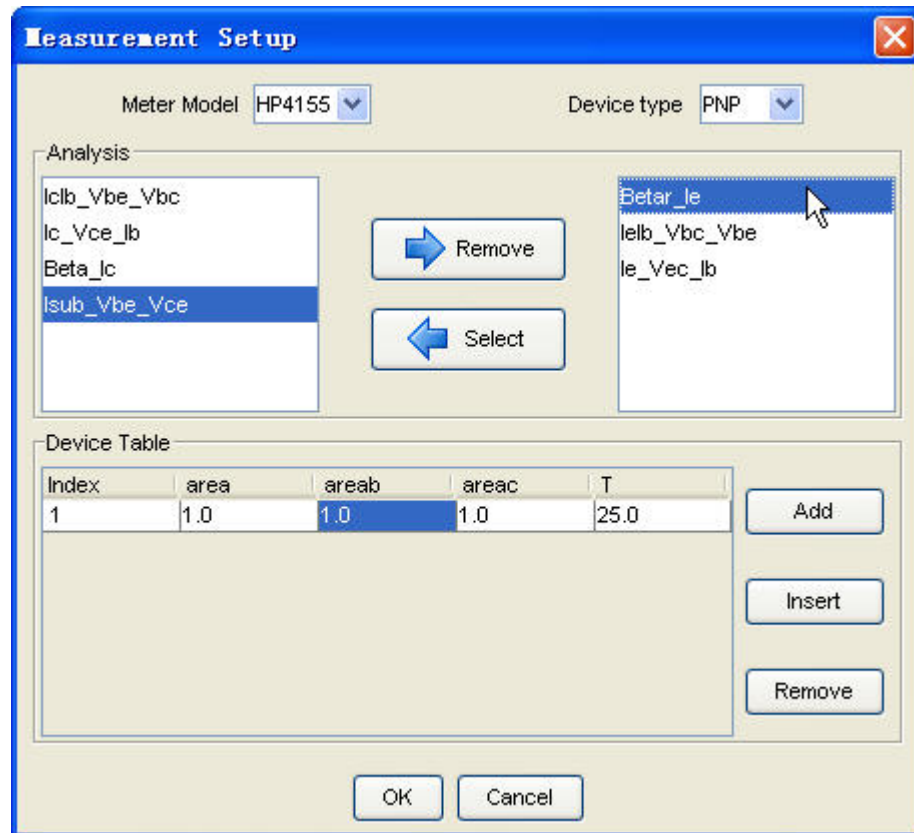 Measurement Setup
Meter Model HP4155 Device type PNP
Analysis
IcIb_Vbe_Vbc
Ic_Vce_Ib
Beta_Ic
Isub_Vbe_Vce
Remove
Select
Betar_Ie
IeIb_Vbc_Vbe
Ie_Vec_Ib
Device Table
Index area areab areac T
1 1.0 1.0 1.0 25.0
Add
Insert
Remove
OK Cancel